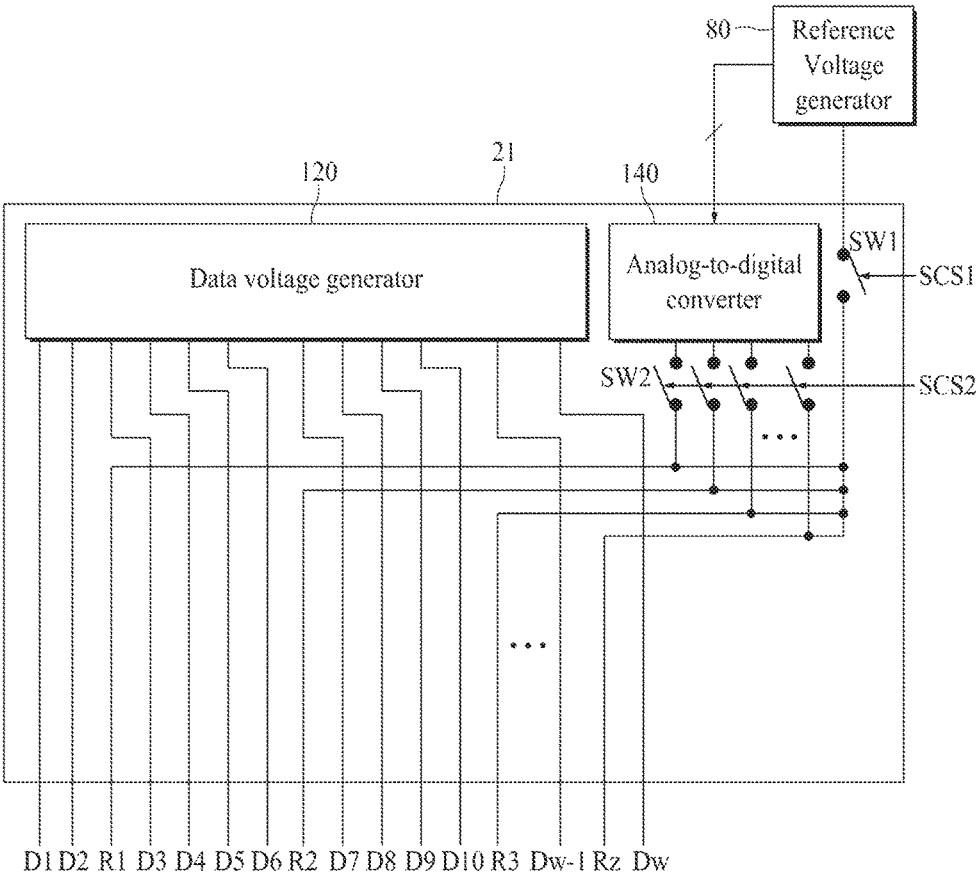 80
Reference
Voltage
generator
120
21
140
Data voltage generator
Analog-to-digital
converter
SW1
SCS1
SW2
SCS2
• • •
• • •
D1 D2 R1 D3 D4 D5 D6 R2 D7 D8 D9 D10 R3 Dw-1 Rz Dw